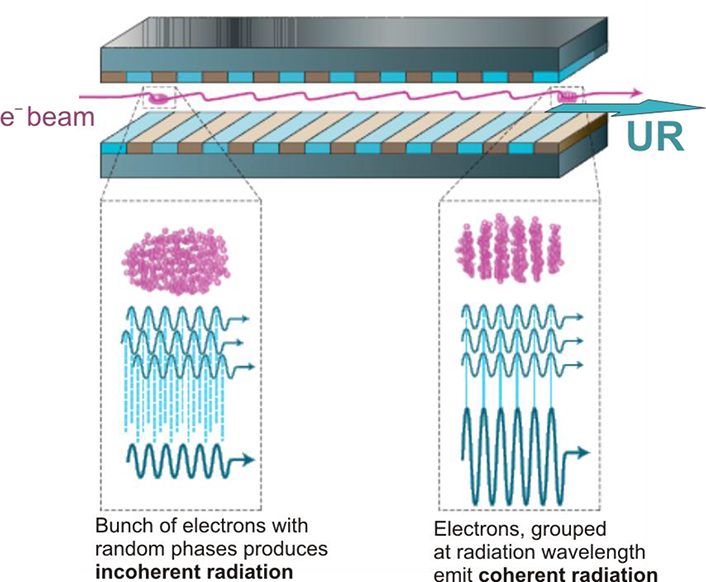 e⁻ beam
UR
Bunch of electrons with
random phases produces
incoherent radiation
Electrons, grouped
at radiation wavelength
emit coherent radiation